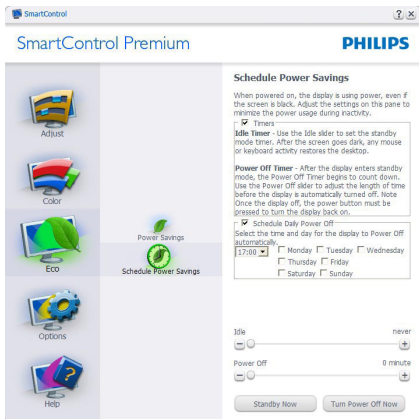 SmartControl
? ×
SmartControl Premium
PHILIPS
Adjust
Color
Eco
Options
Help
Power Savings
Schedule Power Savings
Schedule Power Savings
When powered on, the display is using power, even if
the screen is black. Adjust the settings on this pane to
minimize the power usage during inactivity.
Timers
Idle Timer - Use the Idle slider to set the standby
mode timer. After the screen goes dark, any mouse
or keyboard activity restores the desktop.
Power Off Timer - After the display enters standby
mode, the Power Off Timer begins to count down.
Use the Power Off slider to adjust the length of time
before the display is automatically turned off. Note
Once the display off, the power button must be
pressed to turn the display back on.
Schedule Daily Power Off
Select the time and day for the display to Power Off
automatically.
17:00 Monday Tuesday Wednesday
Thursday Friday
Saturday Sunday
Idle never
Power Off 0 minute
Standby Now Turn Power Off Now